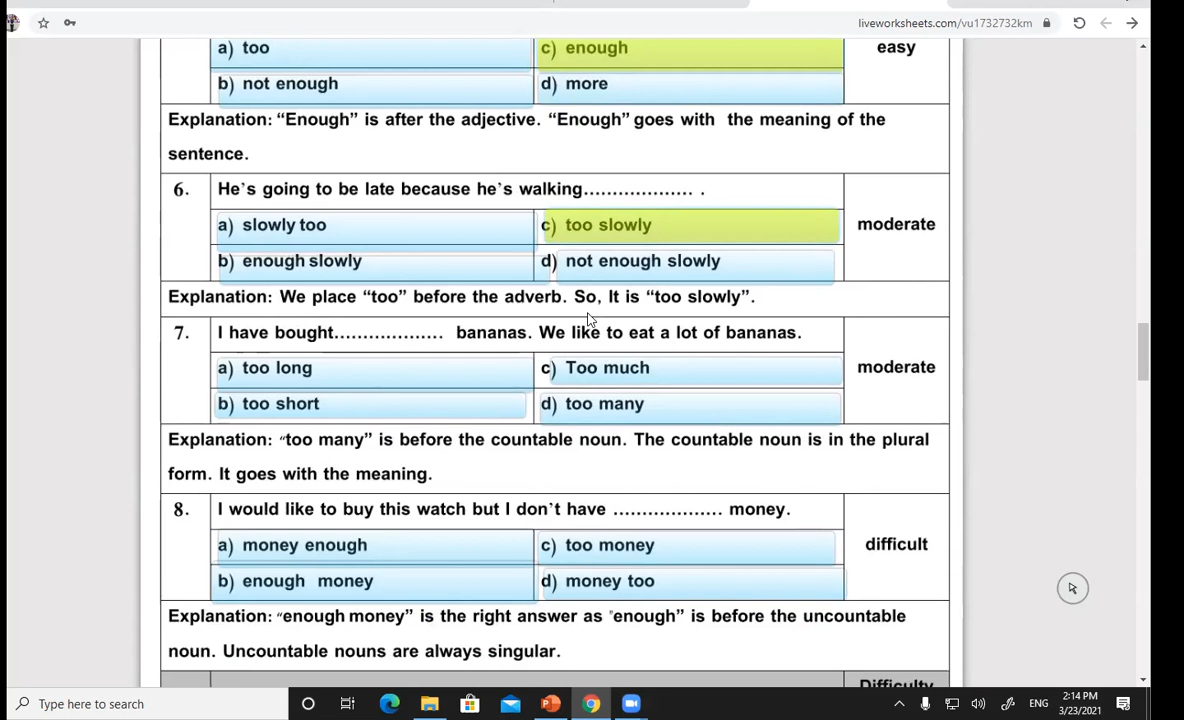 liveworksheets.com/vu1732732km
a) too
c) enough
easy
b) not enough
d) more
Explanation: “Enough” is after the adjective. “Enough” goes with the meaning of the
sentence.
6. He’s going to be late because he’s walking................... .
a) slowly too
c) too slowly
moderate
b) enough slowly
d) not enough slowly
Explanation: We place “too” before the adverb. So, It is “too slowly”.
7. I have bought................... bananas. We like to eat a lot of bananas.
a) too long
c) Too much
moderate
b) too short
d) too many
Explanation: “too many” is before the countable noun. The countable noun is in the plural
form. It goes with the meaning.
8. I would like to buy this watch but I don’t have ................... money.
a) money enough
c) too money
difficult
b) enough money
d) money too
Explanation: “enough money” is the right answer as "enough” is before the uncountable
noun. Uncountable nouns are always singular.
Difficulty
Type here to search
ENG
2:14 PM
3/23/2021